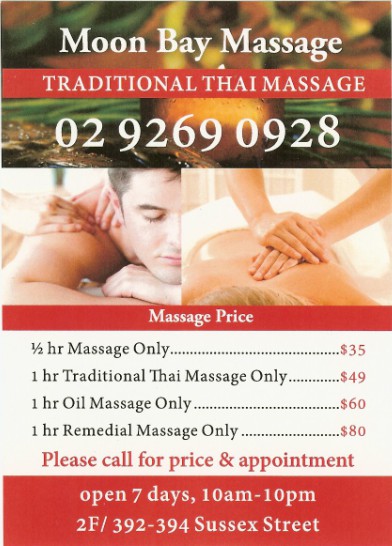 Moon Bay Massage
TRADITIONAL THAI MASSAGE
02 9269 0928
Massage Price
½ hr Massage Only..........................................$35
1 hr Traditional Thai Massage Only.............$49
1 hr Oil Massage Only ....................................$60
1 hr Remedial Massage Only ........................$80
Please call for price & appointment
open 7 days, 10am-10pm
2F/ 392-394 Sussex Street